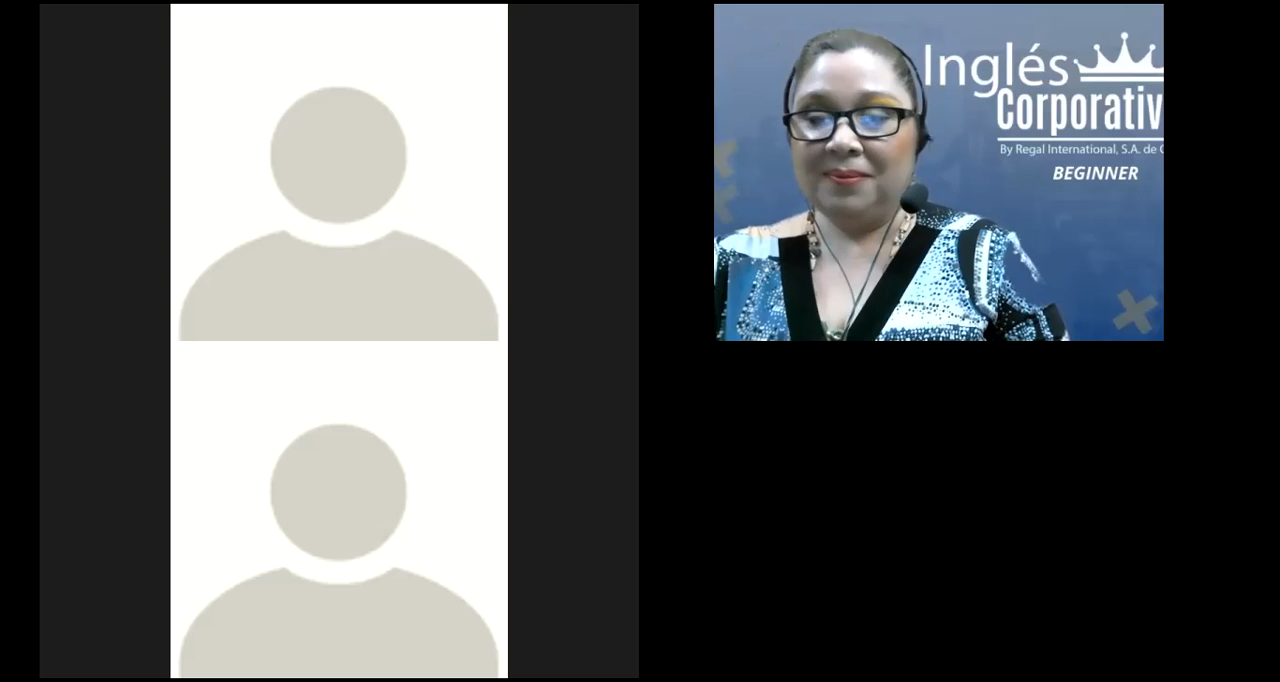 Inglés
Corporativ
By Regal International, S.A. de C
BEGINNER